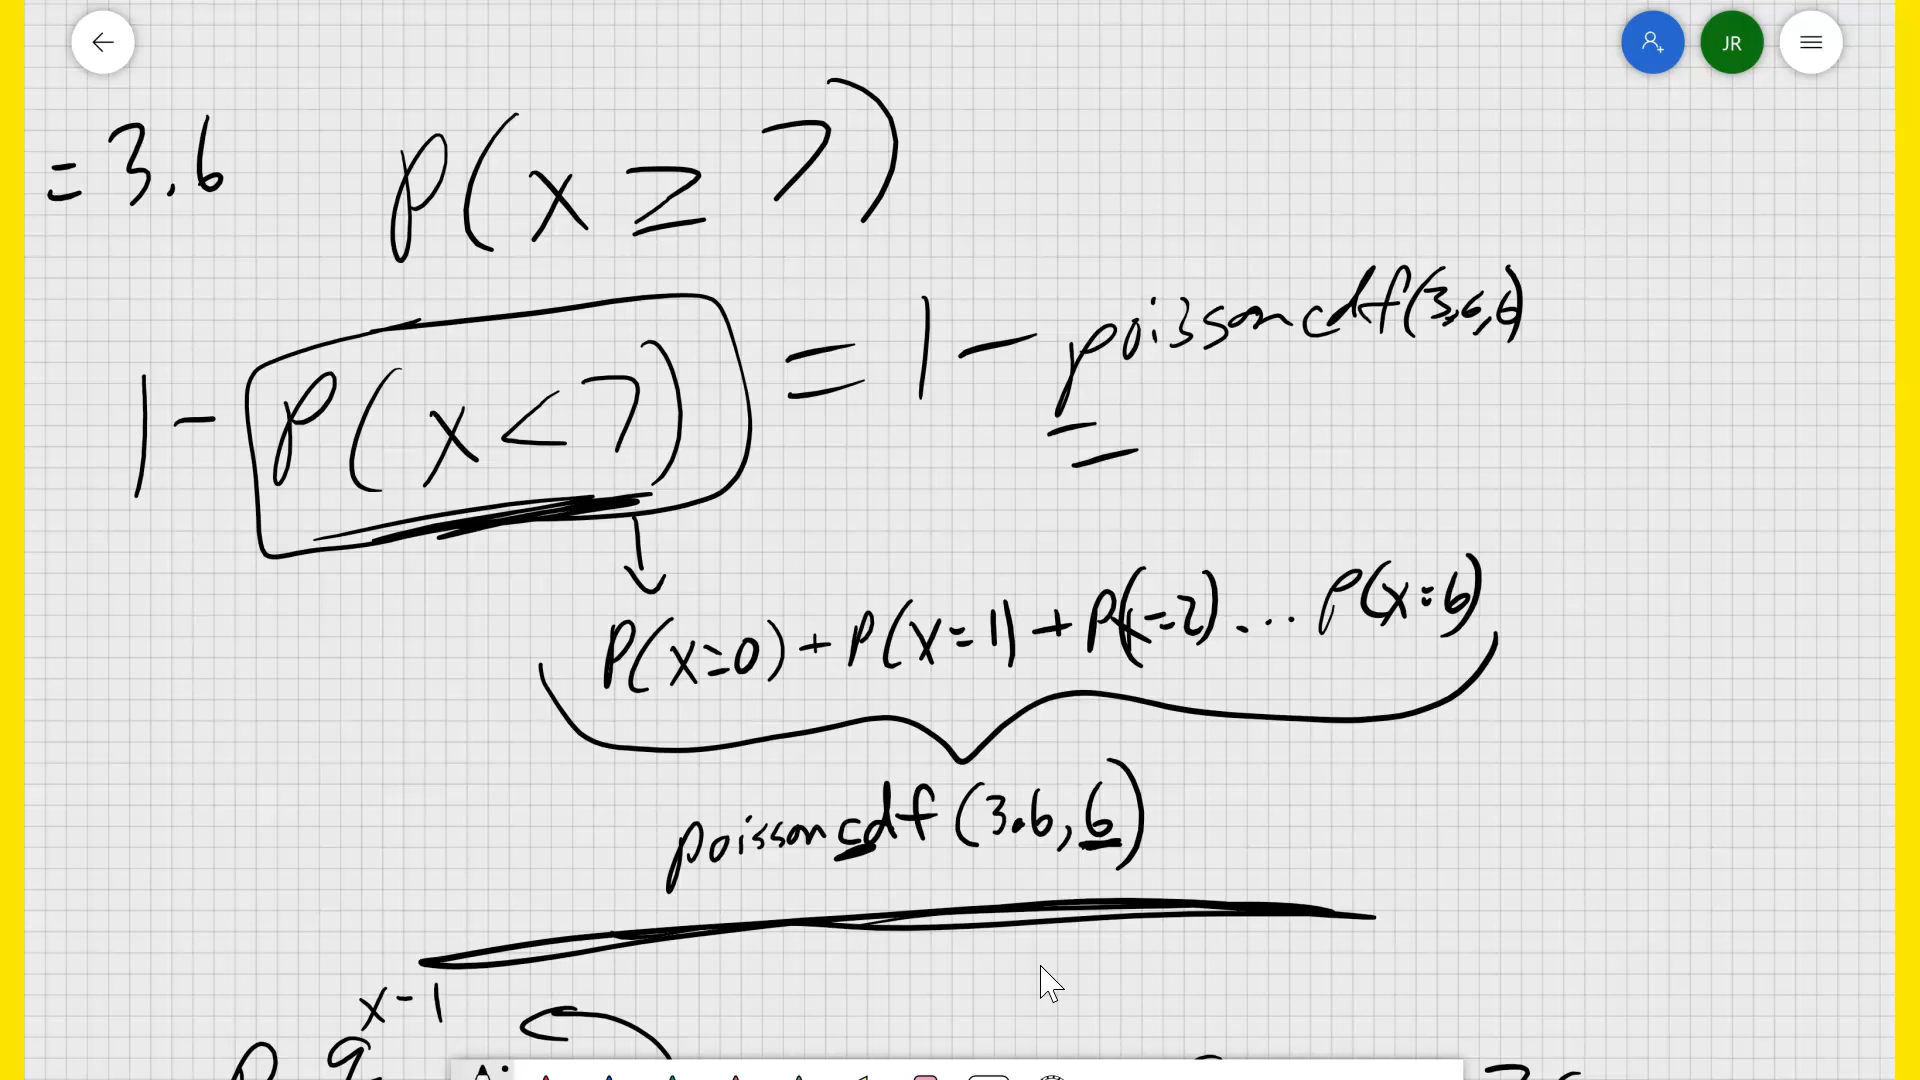 JR
= 3.6 P(x ≥ 7)
1 - P(x < 7) = 1 - poissoncdf(3.6,6)
P(x=0) + P(x=1) + P(x=2) ... P(x=6)
poissoncdf (3.6, 6)
x-1